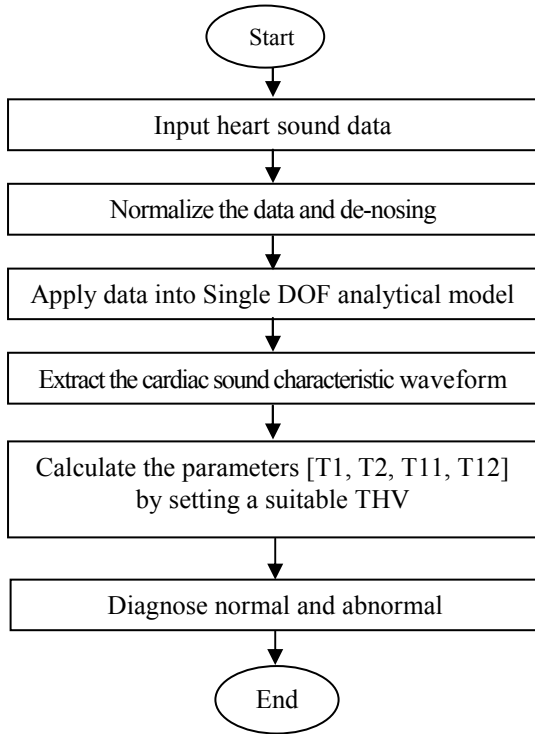 Start
Input heart sound data
Normalize the data and de-nosing
Apply data into Single DOF analytical model
Extract the cardiac sound characteristic waveform
Calculate the parameters [T1, T2, T11, T12]
by setting a suitable THV
Diagnose normal and abnormal
End